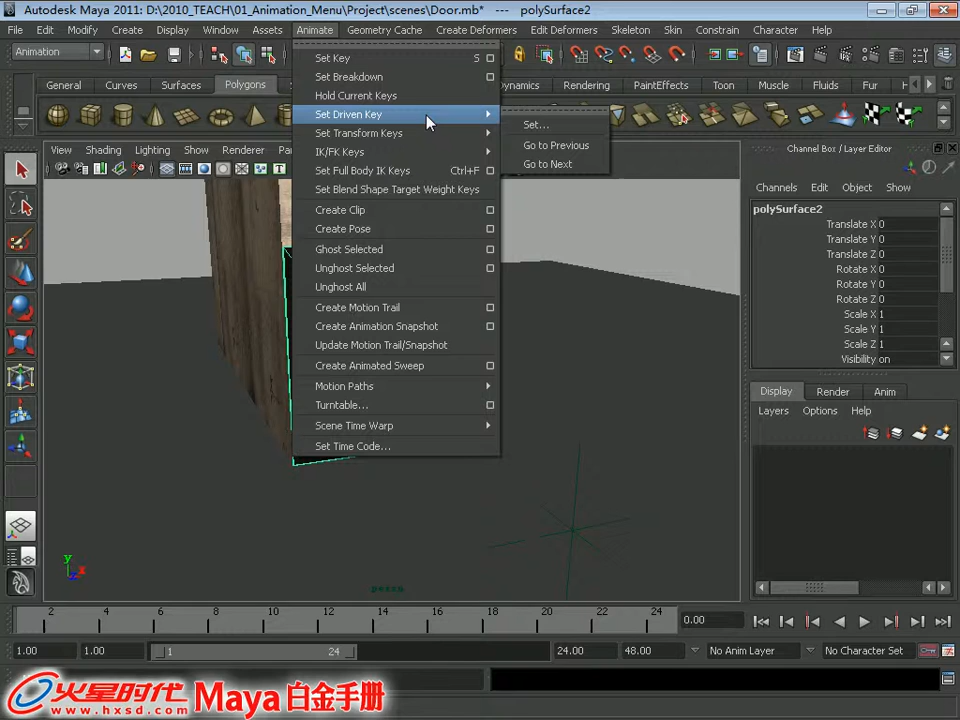 Autodesk Maya 2011: D:\2010_TEACH\01_Animation_Menu\Project\scenes\Door.mb* --- polySurface2
File Edit Modify Create Display Window Assets Animate Geometry Cache Create Deformers Edit Deformers Skeleton Skin Constrain Character Help
Animation
General Curves Surfaces Polygons Dynamics Rendering PaintEffects Toon Muscle Fluids Fur
View Shading Lighting Show Renderer Panels
Set Key S
Set Breakdown
Hold Current Keys
Set Driven Key
Set Transform Keys
IK/FK Keys
Set Full Body IK Keys Ctrl+F
Set Blend Shape Target Weight Keys
Create Clip
Create Pose
Ghost Selected
Unghost Selected
Unghost All
Create Motion Trail
Create Animation Snapshot
Update Motion Trail/Snapshot
Create Animated Sweep
Motion Paths
Turntable...
Scene Time Warp
Set Time Code...
Set...
Go to Previous
Go to Next
Channel Box / Layer Editor
Channels Edit Object Show
polySurface2
Translate X 0
Translate Y 0
Translate Z 0
Rotate X 0
Rotate Y 0
Rotate Z 0
Scale X 1
Scale Y 1
Scale Z 1
Visibility on
Display Render Anim
Layers Options Help
y
x
z
persp
2 4 6 8 10 12 14 16 18 20 22 24
0.00
1.00 1.00 1 24 24.00 48.00 No Anim Layer No Character Set
火星时代
www.hxsd.com
Maya 白金手册